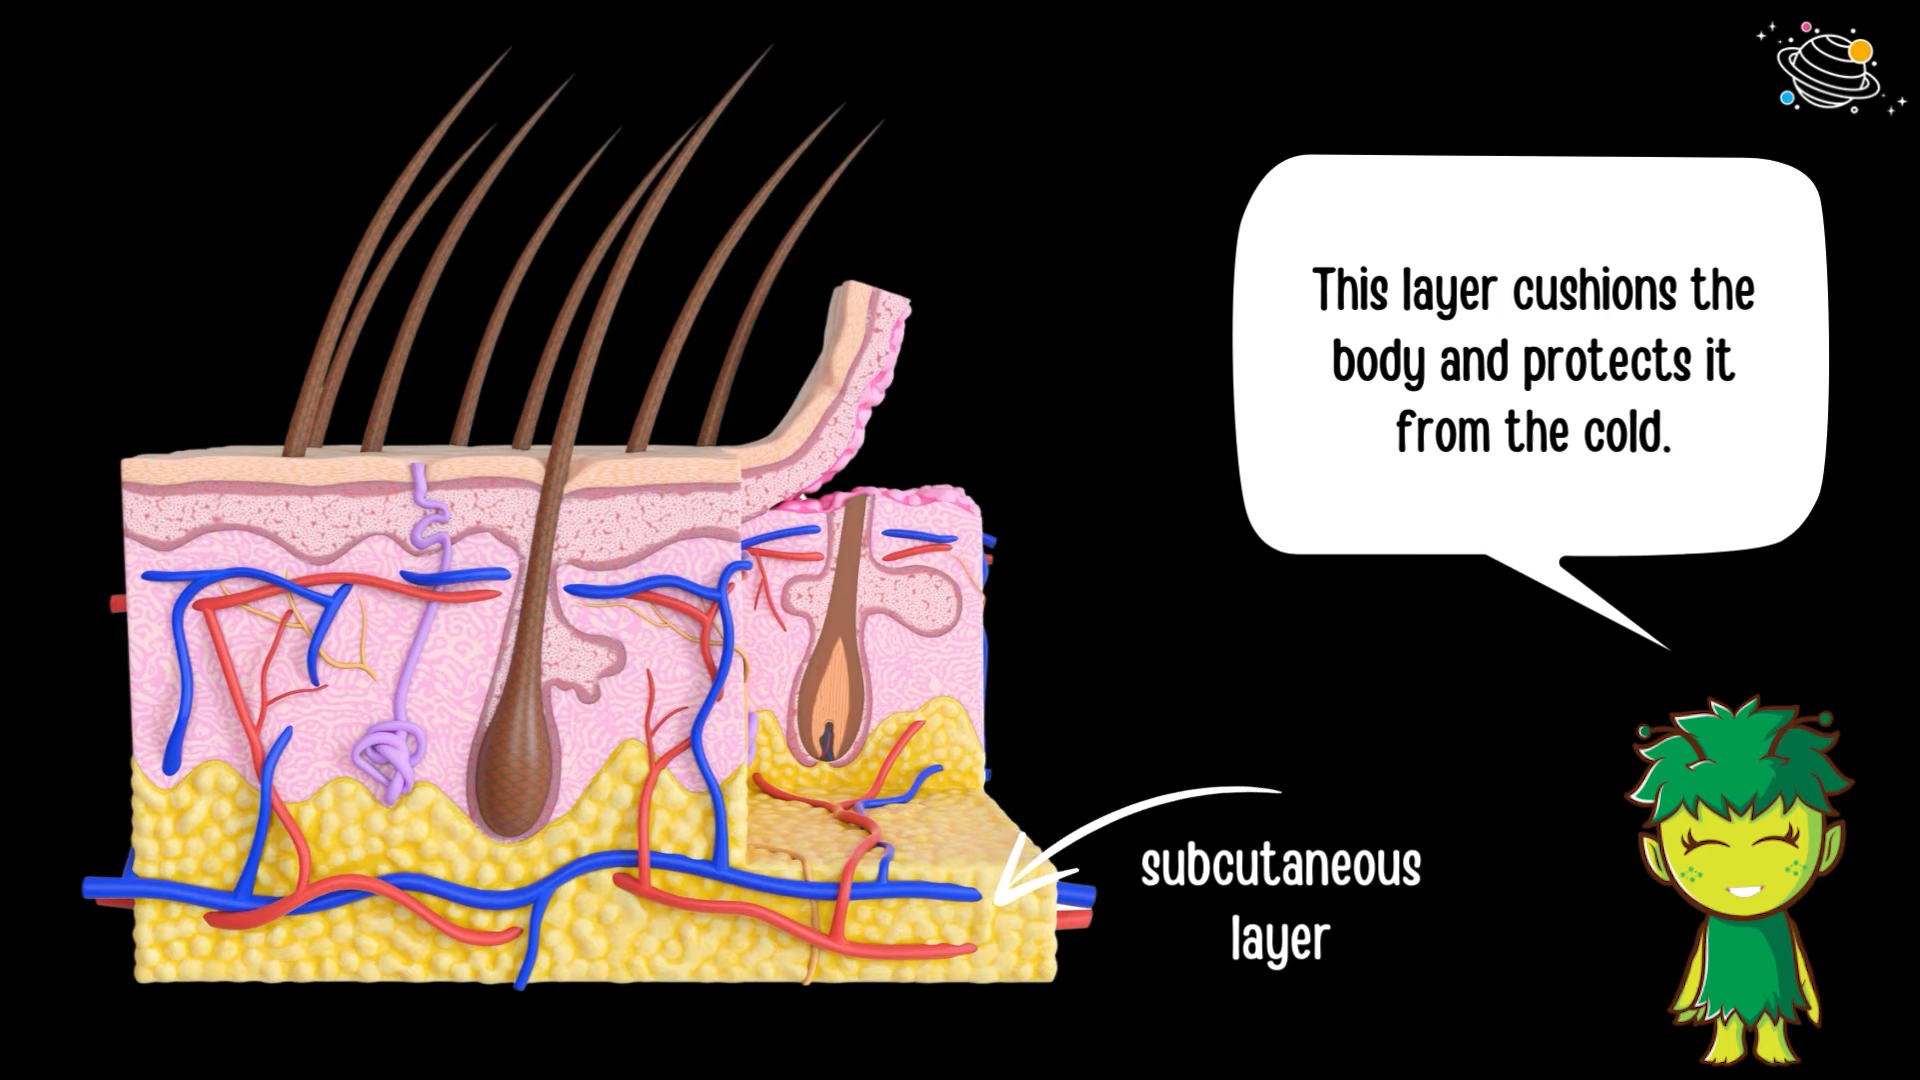 This layer cushions the
body and protects it
from the cold.
subcutaneous
layer